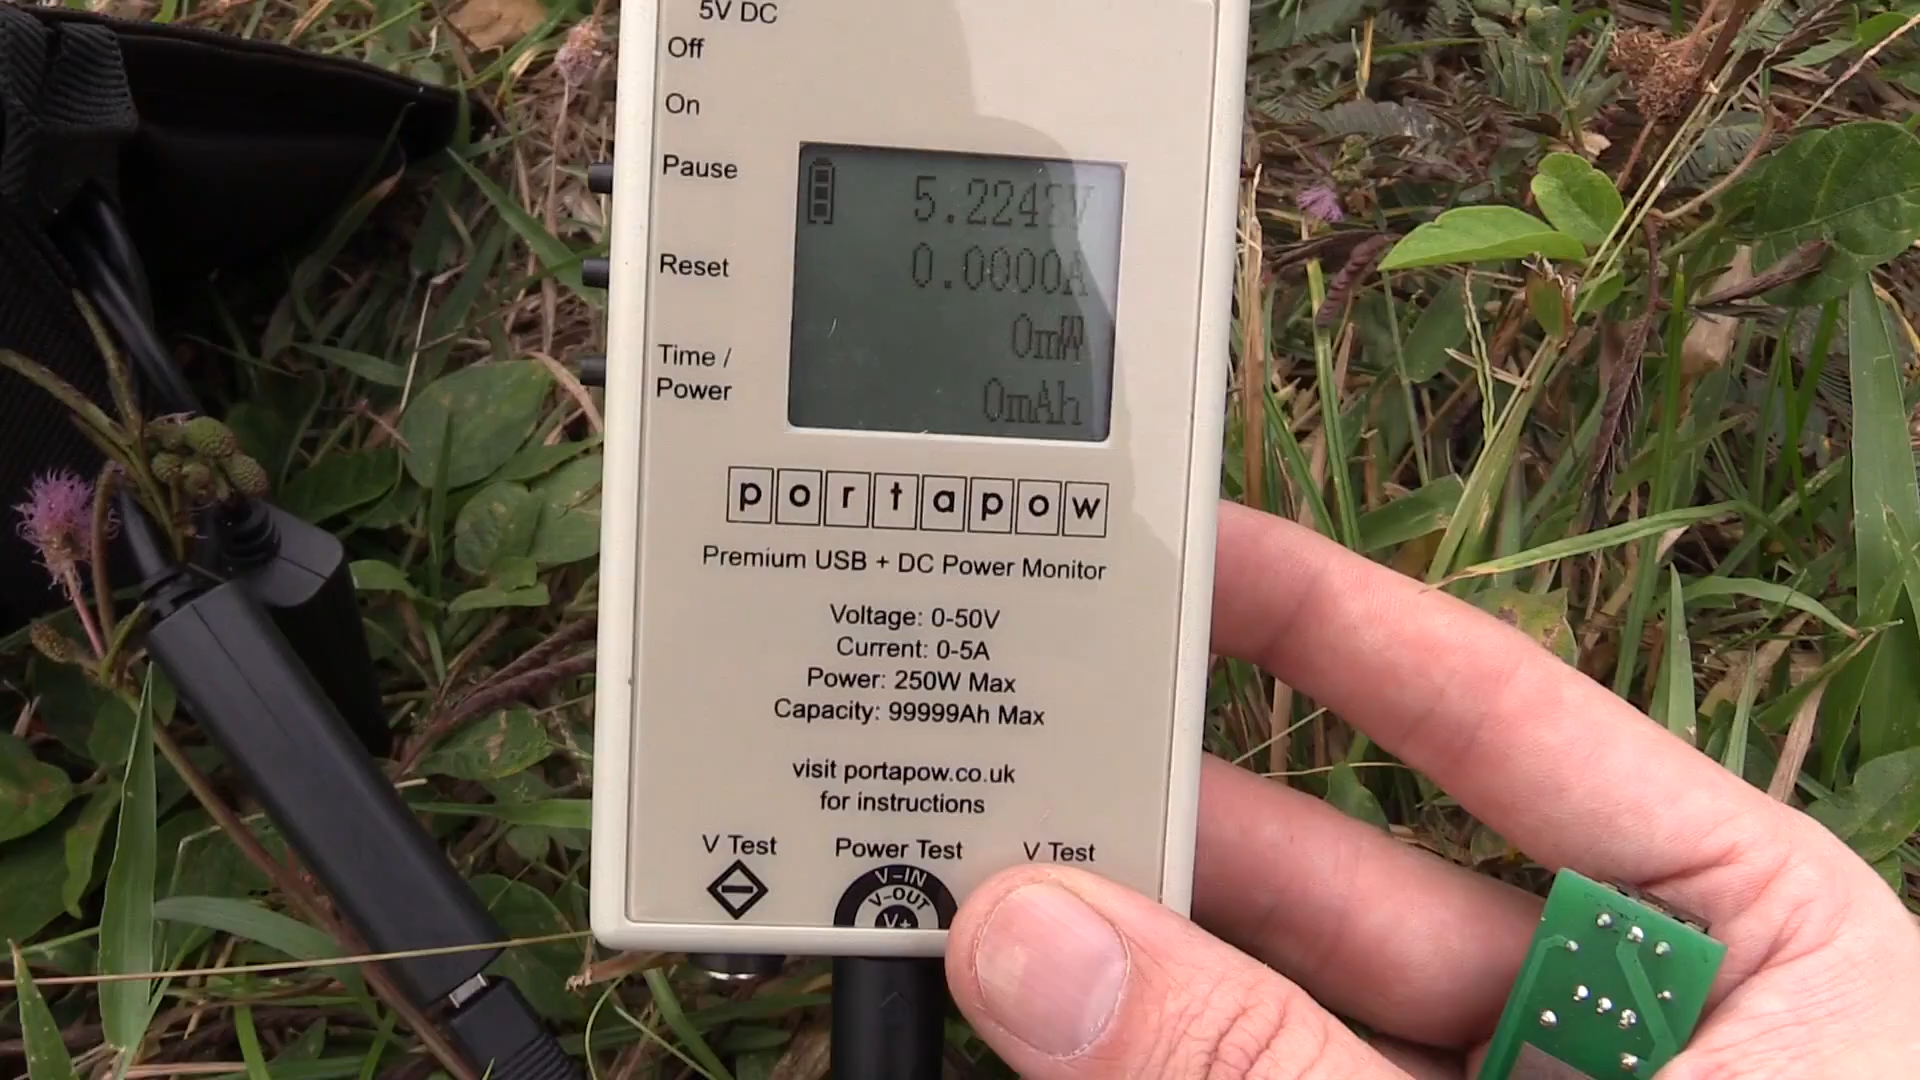 5V DC
Off
On
Pause
Reset
Time /
Power
0.0000A
0mW
0mAh
portapow
Premium USB + DC Power Monitor
Voltage: 0-50V
Current: 0-5A
Power: 250W Max
Capacity: 99999Ah Max
visit portapow.co.uk
for instructions
V Test
Power Test
V Test
V-IN
V-OUT
V+